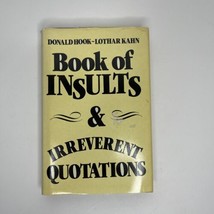 DONALD HOOK-LOTHAR KAHN
Book of
INSULTS
&
IRREVERENT
QUOTATIONS